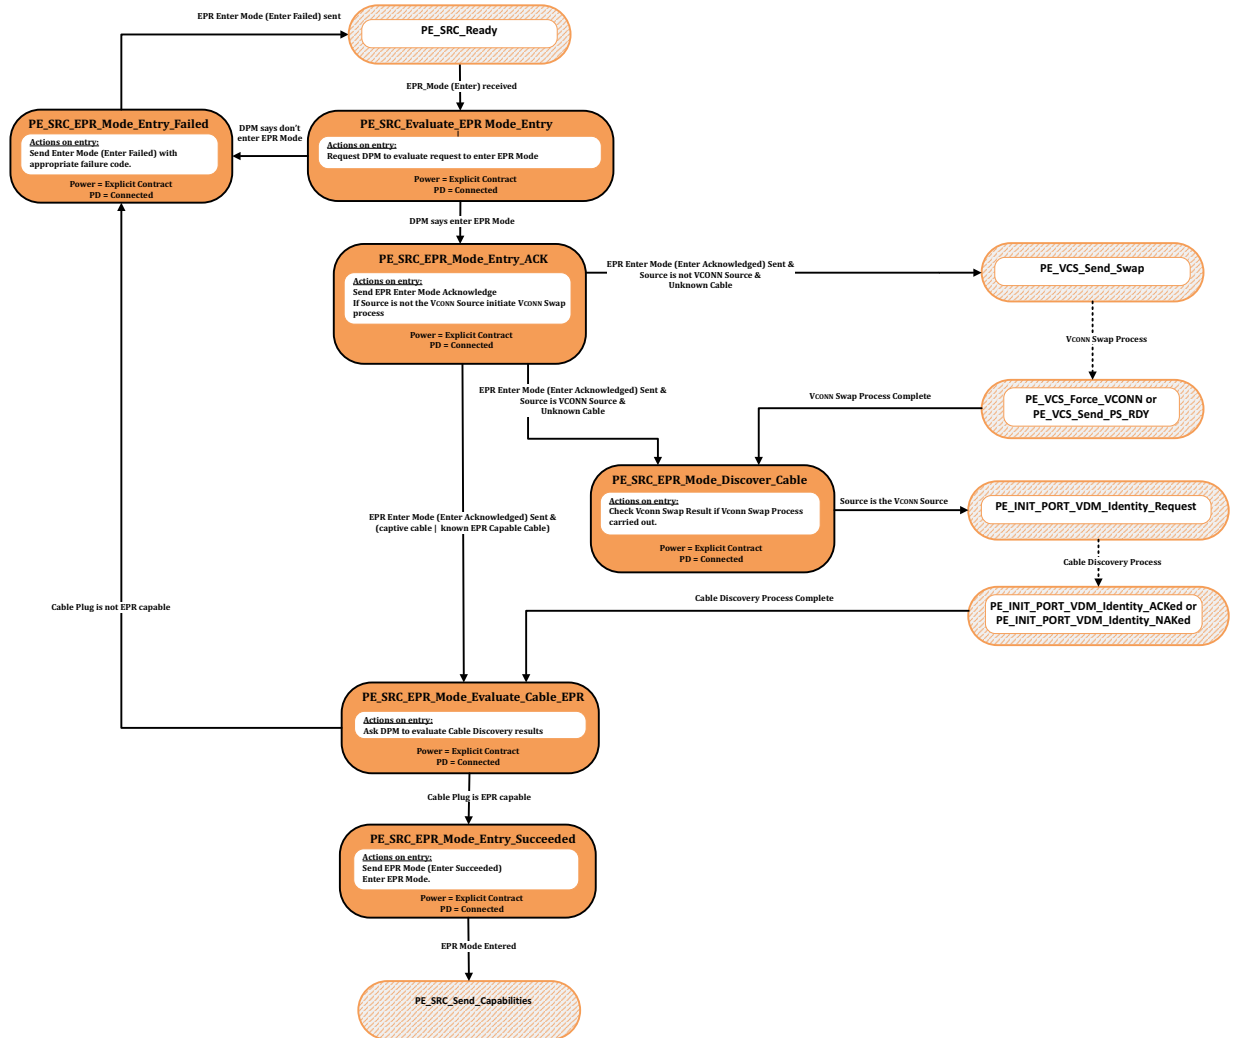 EPR Enter Mode (Enter Failed) sent
PE_SRC_Ready
EPR_Mode (Enter) received
PE_SRC_EPR_Mode_Entry_Failed
Actions on entry:
Send Enter Mode (Enter Failed) with
appropriate failure code.
Power = Explicit Contract
PD = Connected
DPM says don't
enter EPR Mode
PE_SRC_Evaluate_EPR Mode_Entry
Actions on entry:
Request DPM to evaluate request to enter EPR Mode
Power = Explicit Contract
PD = Connected
DPM says enter EPR Mode
PE_SRC_EPR_Mode_Entry_ACK
Actions on entry:
Send EPR Enter Mode Acknowledge
If Source is not the VCONN Source initiate VCONN Swap
process
Power = Explicit Contract
PD = Connected
EPR Enter Mode (Enter Acknowledged) Sent &
Source is not VCONN Source &
Unknown Cable
PE_VCS_Send_Swap
VCONN Swap Process
EPR Enter Mode (Enter Acknowledged) Sent &
Source is VCONN Source &
Unknown Cable
VCONN Swap Process Complete
PE_VCS_Force_VCONN or
PE_VCS_Send_PS_RDY
PE_SRC_EPR_Mode_Discover_Cable
Actions on entry:
Check Vconn Swap Result if Vconn Swap Process
carried out.
Power = Explicit Contract
PD = Connected
Source is the VCONN Source
PE_INIT_PORT_VDM_Identity_Request
EPR Enter Mode (Enter Acknowledged) Sent &
(captive cable | known EPR Capable Cable)
Cable Discovery Process
Cable Plug is not EPR capable
Cable Discovery Process Complete
PE_INIT_PORT_VDM_Identity_ACKed or
PE_INIT_PORT_VDM_Identity_NAKed
PE_SRC_EPR_Mode_Evaluate_Cable_EPR
Actions on entry:
Ask DPM to evaluate Cable Discovery results
Power = Explicit Contract
PD = Connected
Cable Plug is EPR capable
PE_SRC_EPR_Mode_Entry_Succeeded
Actions on entry:
Send EPR Mode (Enter Succeeded)
Enter EPR Mode.
Power = Explicit Contract
PD = Connected
EPR Mode Entered
PE_SRC_Send_Capabilities